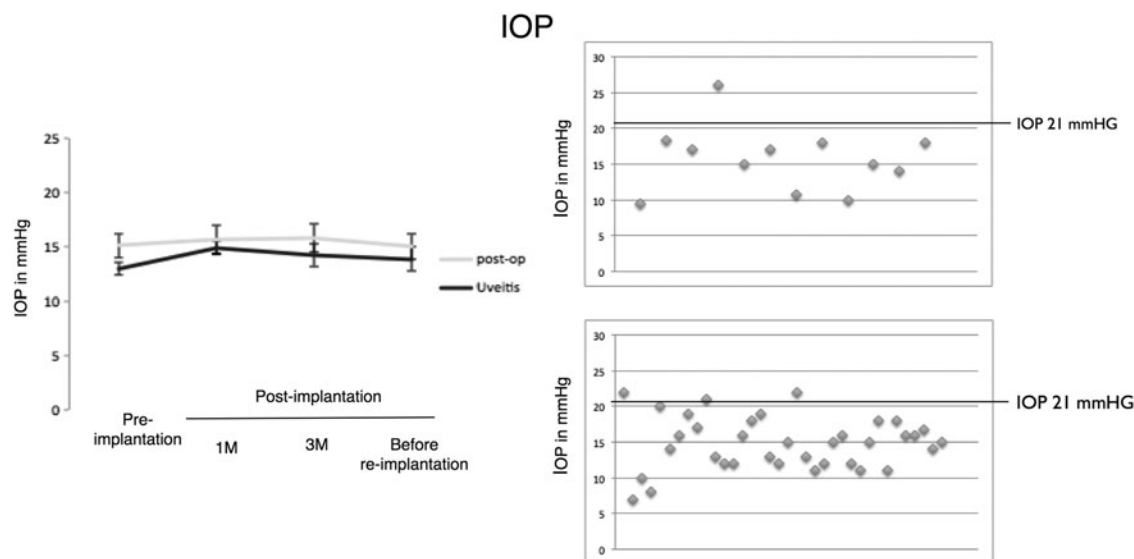 IOP
IOP in mmHg
25
20
15
10
5
0
post-op
Uveitis
Pre-
implantation
Post-implantation
1M
3M
Before
re-implantation
IOP in mmHg
30
25
20
15
10
5
0
IOP 21 mmHG
IOP in mmHg
30
25
20
15
10
5
0
IOP 21 mmHG